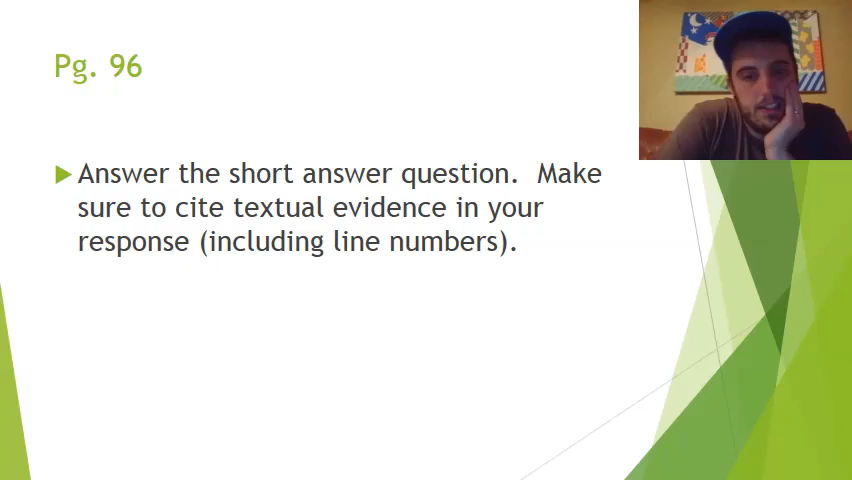 Pg. 96
Answer the short answer question.  Make
sure to cite textual evidence in your
response (including line numbers).